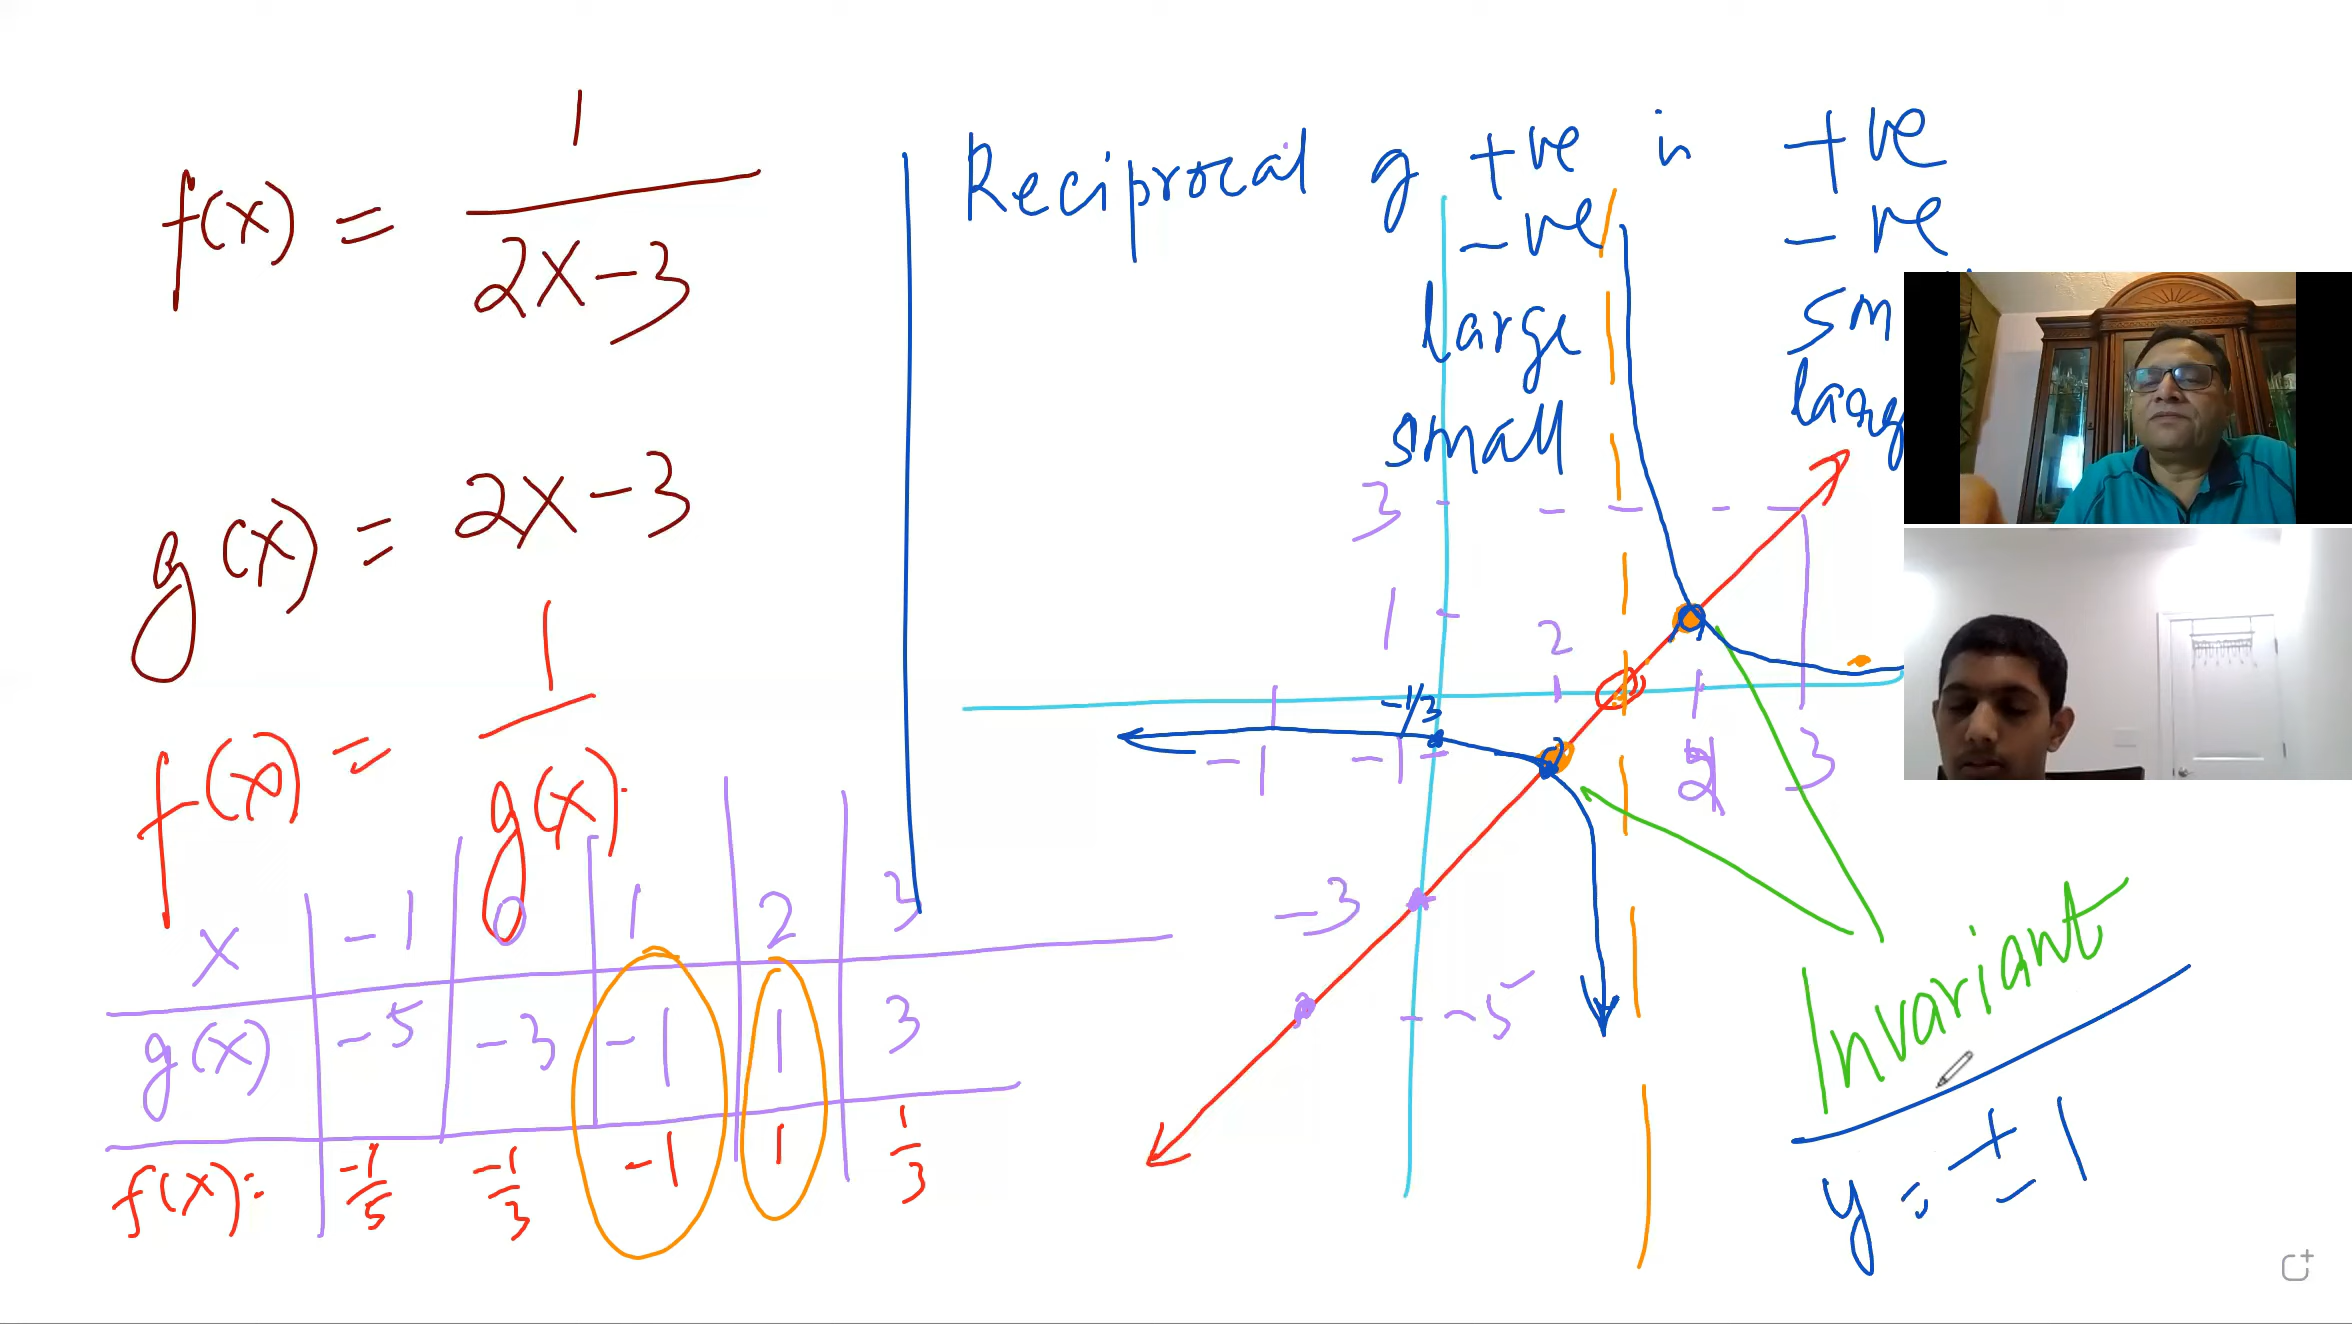 f(x) = 1
2x-3
g(x) = 2x-3
f(x) = 1
g(x).
x -1 0 1 2 3
g(x) -5 -3 -1 1 3
f(x): -1/5 -1/3 -1 1 1/3
Reciprocal of +ve is +ve
-ve -ve
large sm
small larg
3
1 2
-1/3
-1 -1 2 3
-3
-5
Invariant
y = ±1